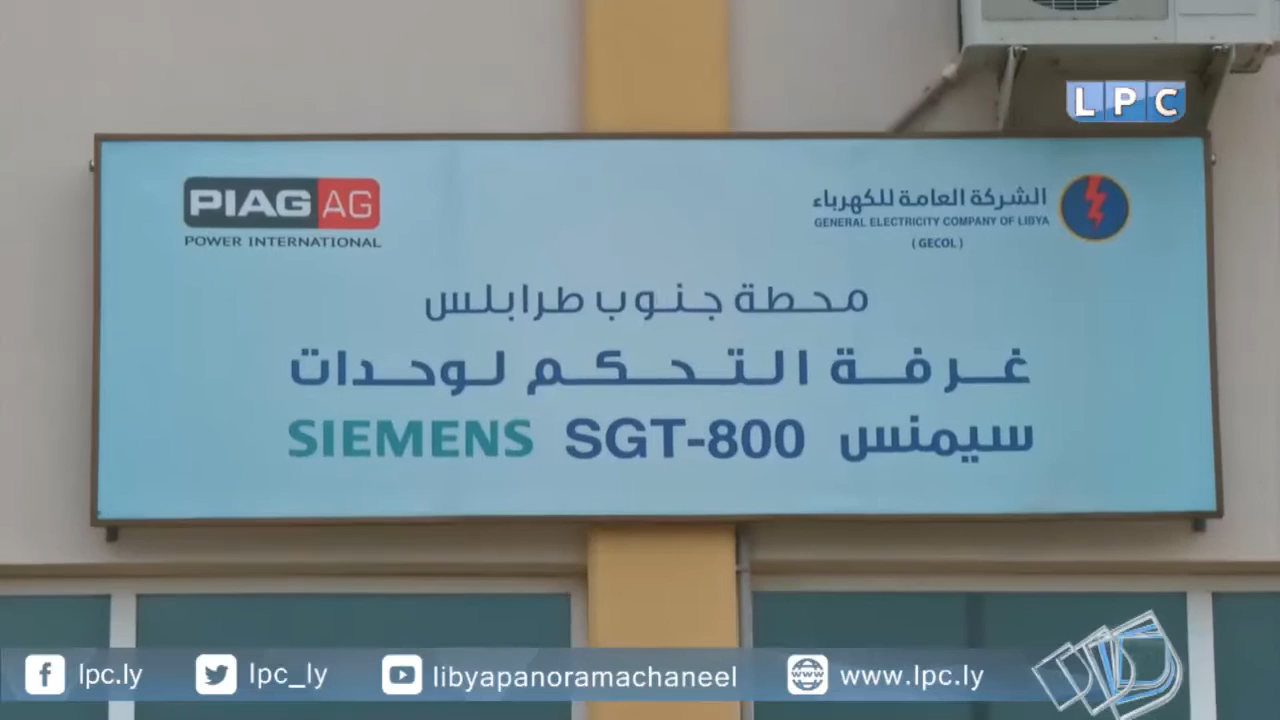 LPC
PIAG AG
POWER INTERNATIONAL
الشركة العامة للكهرباء
GENERAL ELECTRICITY COMPANY OF LIBYA
( GECOL )
محطة جنوب طرابلس
غرفة التحكم لوحدات
سيمنس SGT-800 SIEMENS
lpc.ly
lpc_ly
libyapanoramachaneel
www
www.lpc.ly